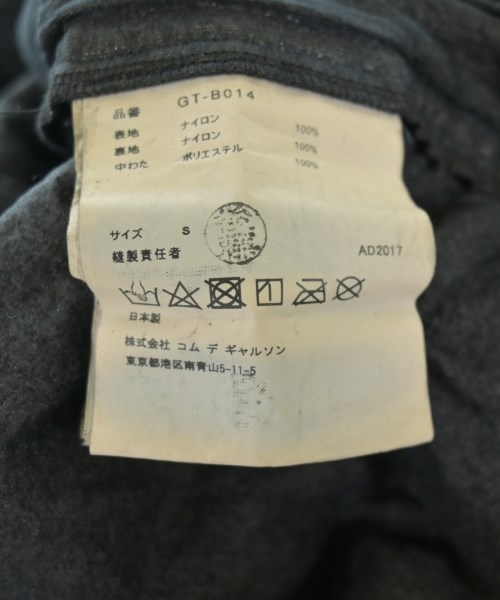 品番 GT-B014
表地 ナイロン 100%
裏地 ナイロン 100%
中わた ポリエステル 100%
サイズ S
縫製責任者 AD2017
日本製
株式会社 コム デ ギャルソン
東京都港区南青山5-11-5